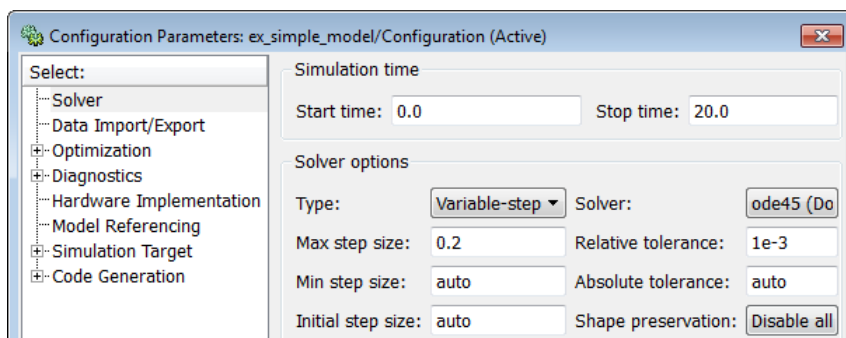 Configuration Parameters: ex_simple_model/Configuration (Active)
Select:
Solver
Data Import/Export
Optimization
Diagnostics
Hardware Implementation
Model Referencing
Simulation Target
Code Generation
Simulation time
Start time: 0.0 Stop time: 20.0
Solver options
Type: Variable-step Solver: ode45 (Do
Max step size: 0.2 Relative tolerance: 1e-3
Min step size: auto Absolute tolerance: auto
Initial step size: auto Shape preservation: Disable all